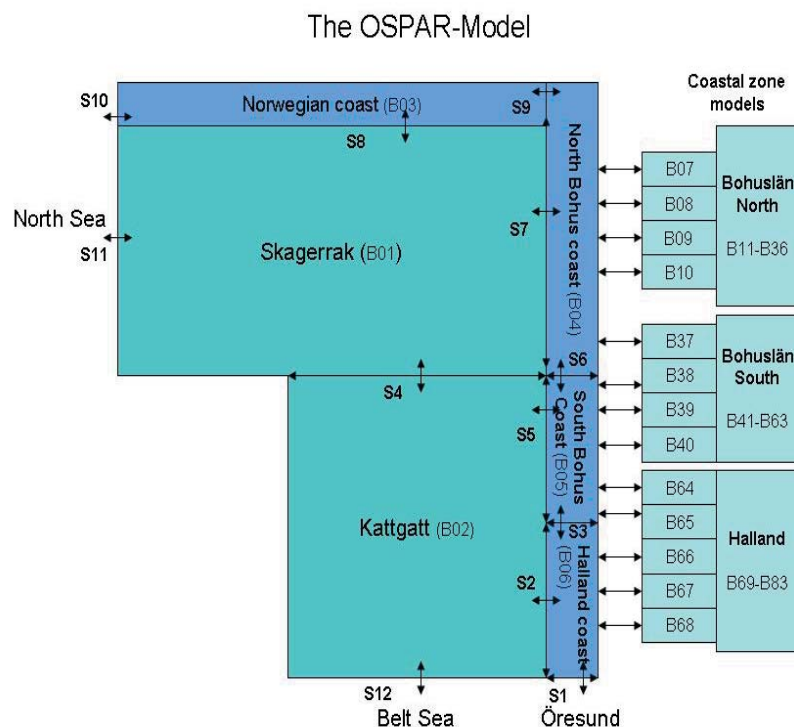 The OSPAR-Model
Coastal zone
models
S10
Norwegian coast (B03)
S9
S8
North Bohus coast (B04)
North Sea
S11
Skagerrak (B01)
S7
B07
B08
B09
B10
Bohuslän
North
B11-B36
S6
S4
South Bohus
Coast (B05)
S5
B37
B38
B39
B40
Bohuslän
South
B41-B63
Kattgatt (B02)
S3
Halland coast
(B06)
S2
B64
B65
B66
B67
B68
Halland
B69-B83
S12
S1
Belt Sea
Öresund